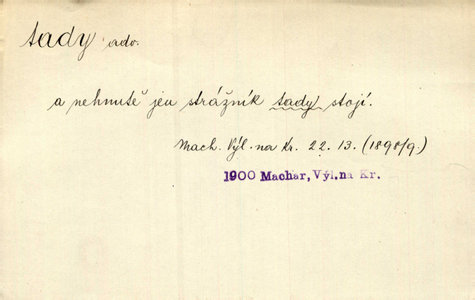 tady adv.
a nehnutě jen strážník tady stojí.
Mach. Výl. na Kr. 22. 13. (1898/9.)
1900 Machar, Výl. na Kr.